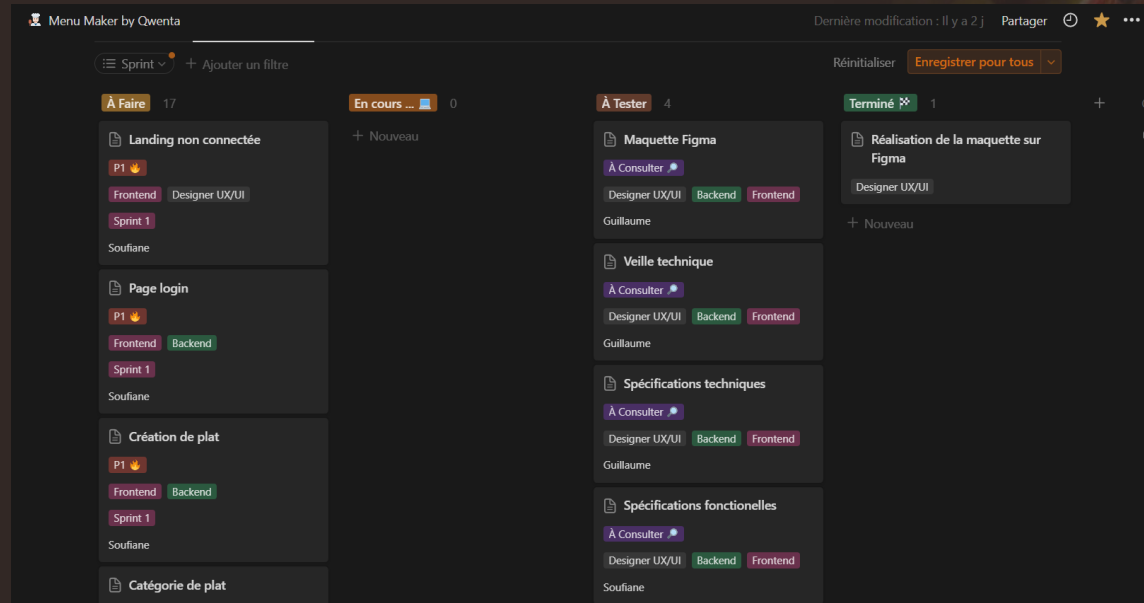 Menu Maker by Qwenta
Dernière modification : Il y a 2 j
Partager
Sprint
Ajouter un filtre
Réinitialiser
Enregistrer pour tous
À Faire 17
Landing non connectée
P1
Frontend Designer UX/UI
Sprint 1
Soufiane
Page login
P1
Frontend Backend
Sprint 1
Soufiane
Création de plat
P1
Frontend Backend
Sprint 1
Soufiane
Catégorie de plat
En cours ... 0
Nouveau
À Tester 4
Maquette Figma
À Consulter
Designer UX/UI Backend Frontend
Guillaume
Veille technique
À Consulter
Designer UX/UI Backend Frontend
Guillaume
Spécifications techniques
À Consulter
Designer UX/UI Backend Frontend
Guillaume
Spécifications fonctionelles
À Consulter
Designer UX/UI Backend Frontend
Soufiane
Terminé 1
Réalisation de la maquette sur
Figma
Designer UX/UI
Nouveau